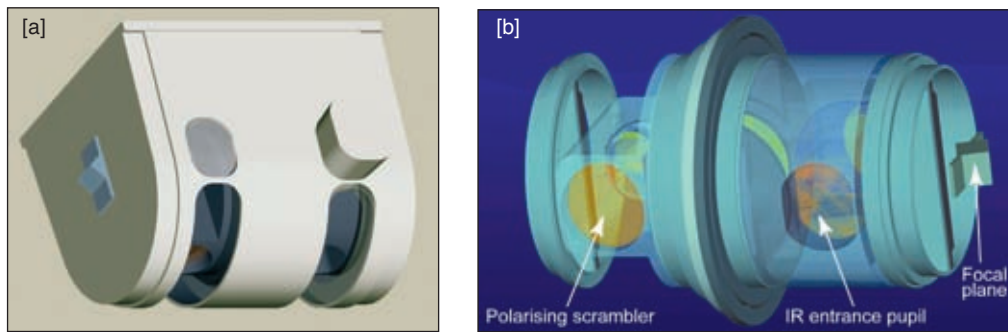 [a]
[b]
Polarising scrambler
IR entrance pupil
Focal
plane